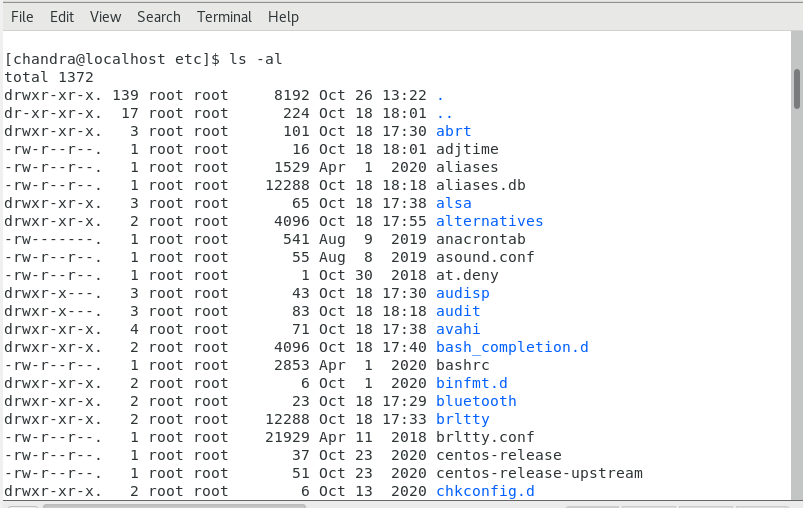 File Edit View Search Terminal Help
[chandra@localhost etc]$ ls -al
total 1372
drwxr-xr-x. 139 root root     8192 Oct 26 13:22 .
dr-xr-xr-x.  17 root root      224 Oct 18 18:01 ..
drwxr-xr-x.   3 root root      101 Oct 18 17:30 abrt
-rw-r--r--.   1 root root       16 Oct 18 18:01 adjtime
-rw-r--r--.   1 root root     1529 Apr  1  2020 aliases
-rw-r--r--.   1 root root    12288 Oct 18 18:18 aliases.db
drwxr-xr-x.   3 root root       65 Oct 18 17:38 alsa
drwxr-xr-x.   2 root root     4096 Oct 18 17:55 alternatives
-rw-------.   1 root root      541 Aug  9  2019 anacrontab
-rw-r--r--.   1 root root       55 Aug  8  2019 asound.conf
-rw-r--r--.   1 root root        1 Oct 30  2018 at.deny
drwxr-x---.   3 root root       43 Oct 18 17:30 audisp
drwxr-x---.   3 root root       83 Oct 18 18:18 audit
drwxr-xr-x.   4 root root       71 Oct 18 17:38 avahi
drwxr-xr-x.   2 root root     4096 Oct 18 17:40 bash_completion.d
-rw-r--r--.   1 root root     2853 Apr  1  2020 bashrc
drwxr-xr-x.   2 root root        6 Oct  1  2020 binfmt.d
drwxr-xr-x.   2 root root       23 Oct 18 17:29 bluetooth
drwxr-xr-x.   2 root root    12288 Oct 18 17:33 brltty
-rw-r--r--.   1 root root    21929 Apr 11  2018 brltty.conf
-rw-r--r--.   1 root root       37 Oct 23  2020 centos-release
-rw-r--r--.   1 root root       51 Oct 23  2020 centos-release-upstream
drwxr-xr-x.   2 root root        6 Oct 13  2020 chkconfig.d